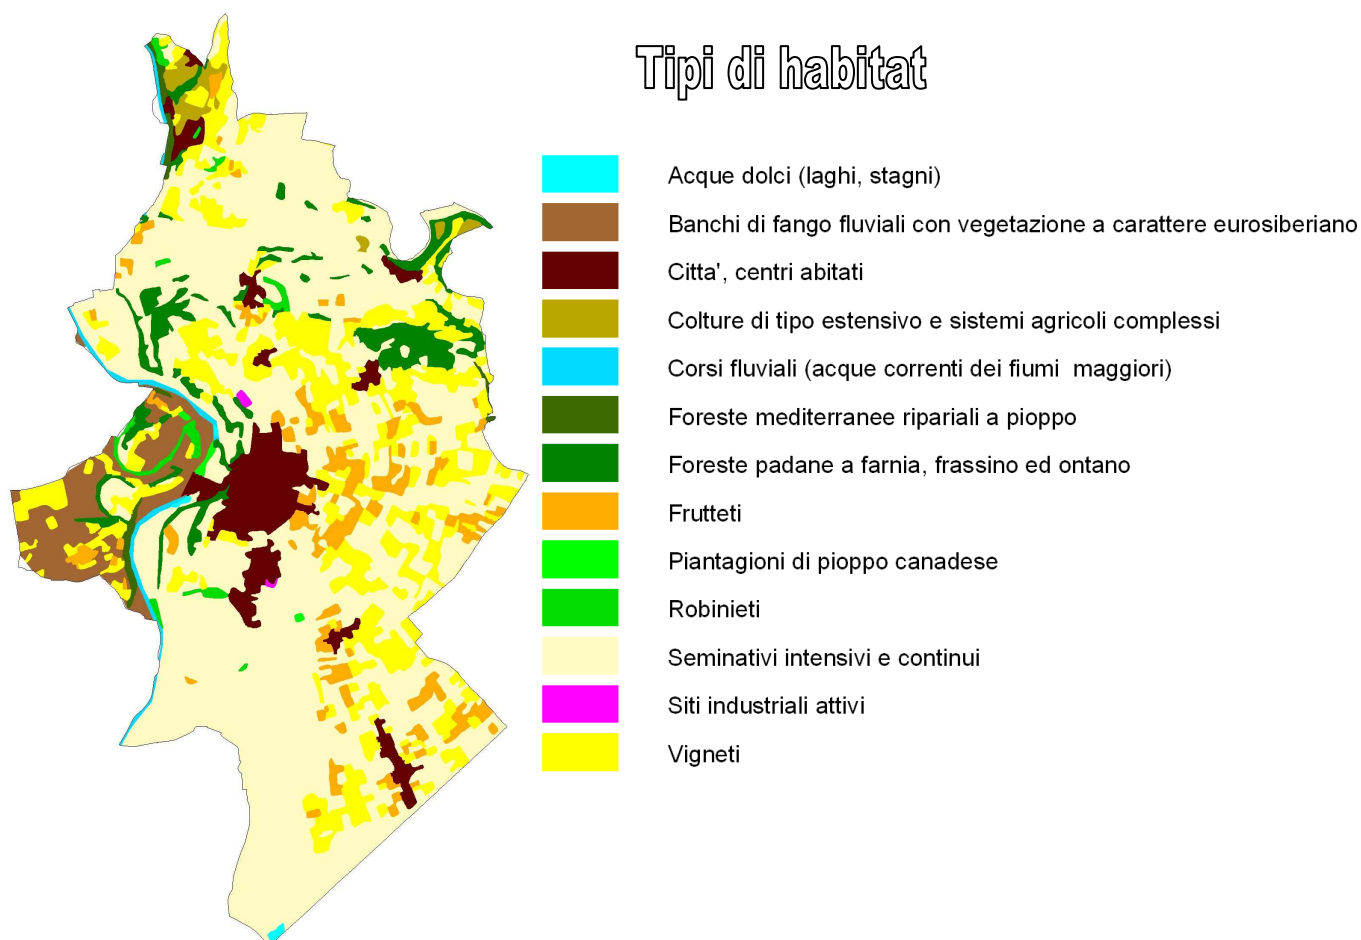 Tipi di habitat
Acque dolci (laghi, stagni)
Banchi di fango fluviali con vegetazione a carattere eurosiberiano
Citta', centri abitati
Colture di tipo estensivo e sistemi agricoli complessi
Corsi fluviali (acque correnti dei fiumi  maggiori)
Foreste mediterranee ripariali a pioppo
Foreste padane a farnia, frassino ed ontano
Frutteti
Piantagioni di pioppo canadese
Robinieti
Seminativi intensivi e continui
Siti industriali attivi
Vigneti